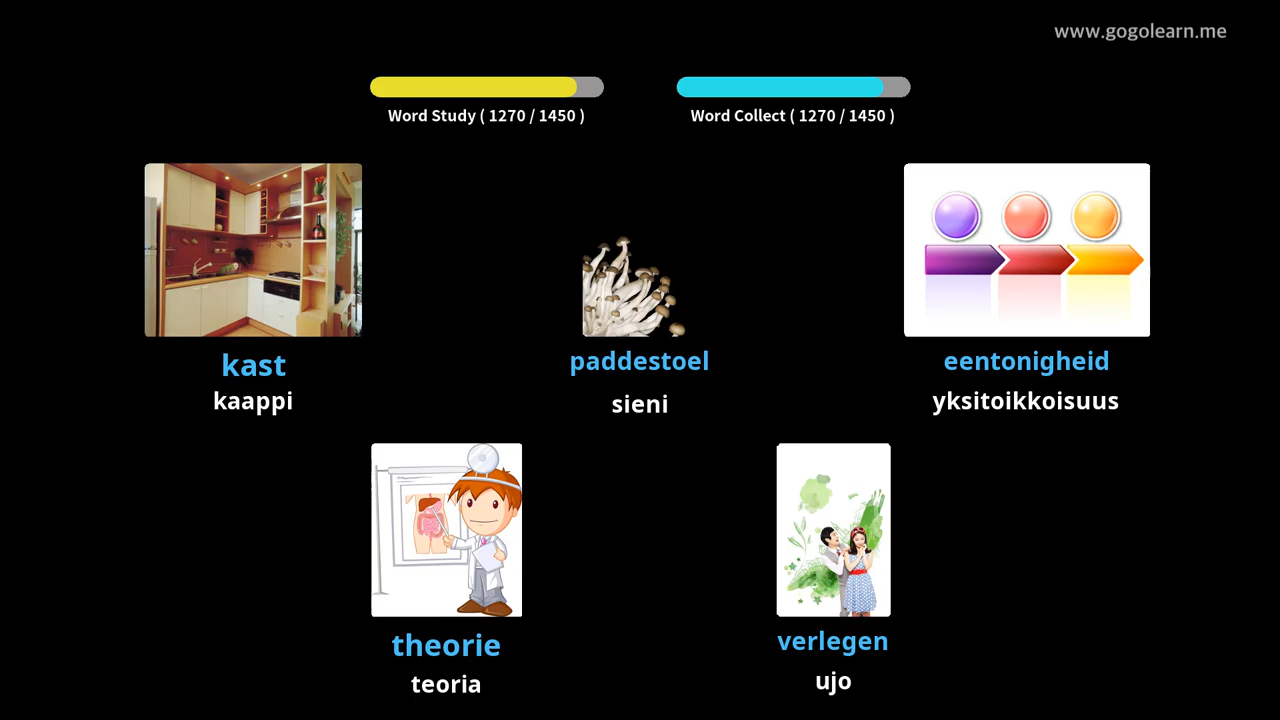 www.gogolearn.me
Word Study ( 1270 / 1450 )
Word Collect ( 1270 / 1450 )
kast
kaappi
paddestoel
sieni
eentonigheid
yksitoikkoisuus
theorie
teoria
verlegen
ujo